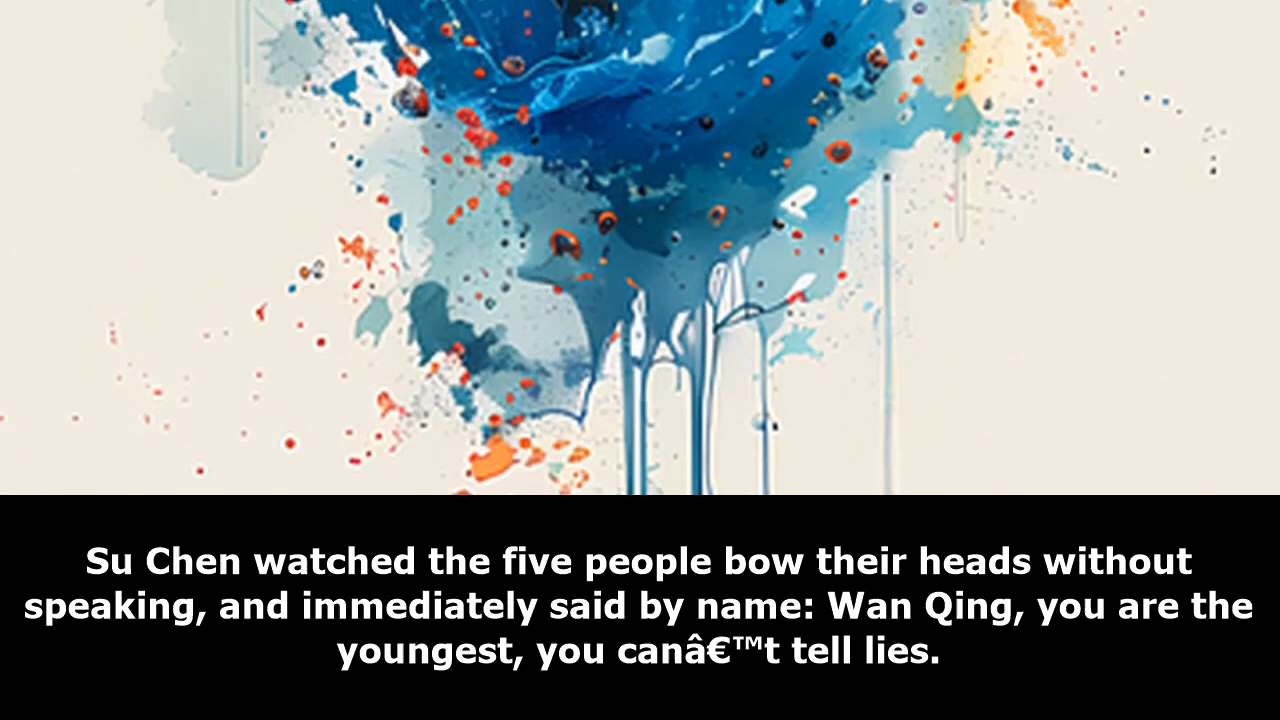 Su Chen watched the five people bow their heads without
speaking, and immediately said by name: Wan Qing, you are the
youngest, you canâ€™t tell lies.